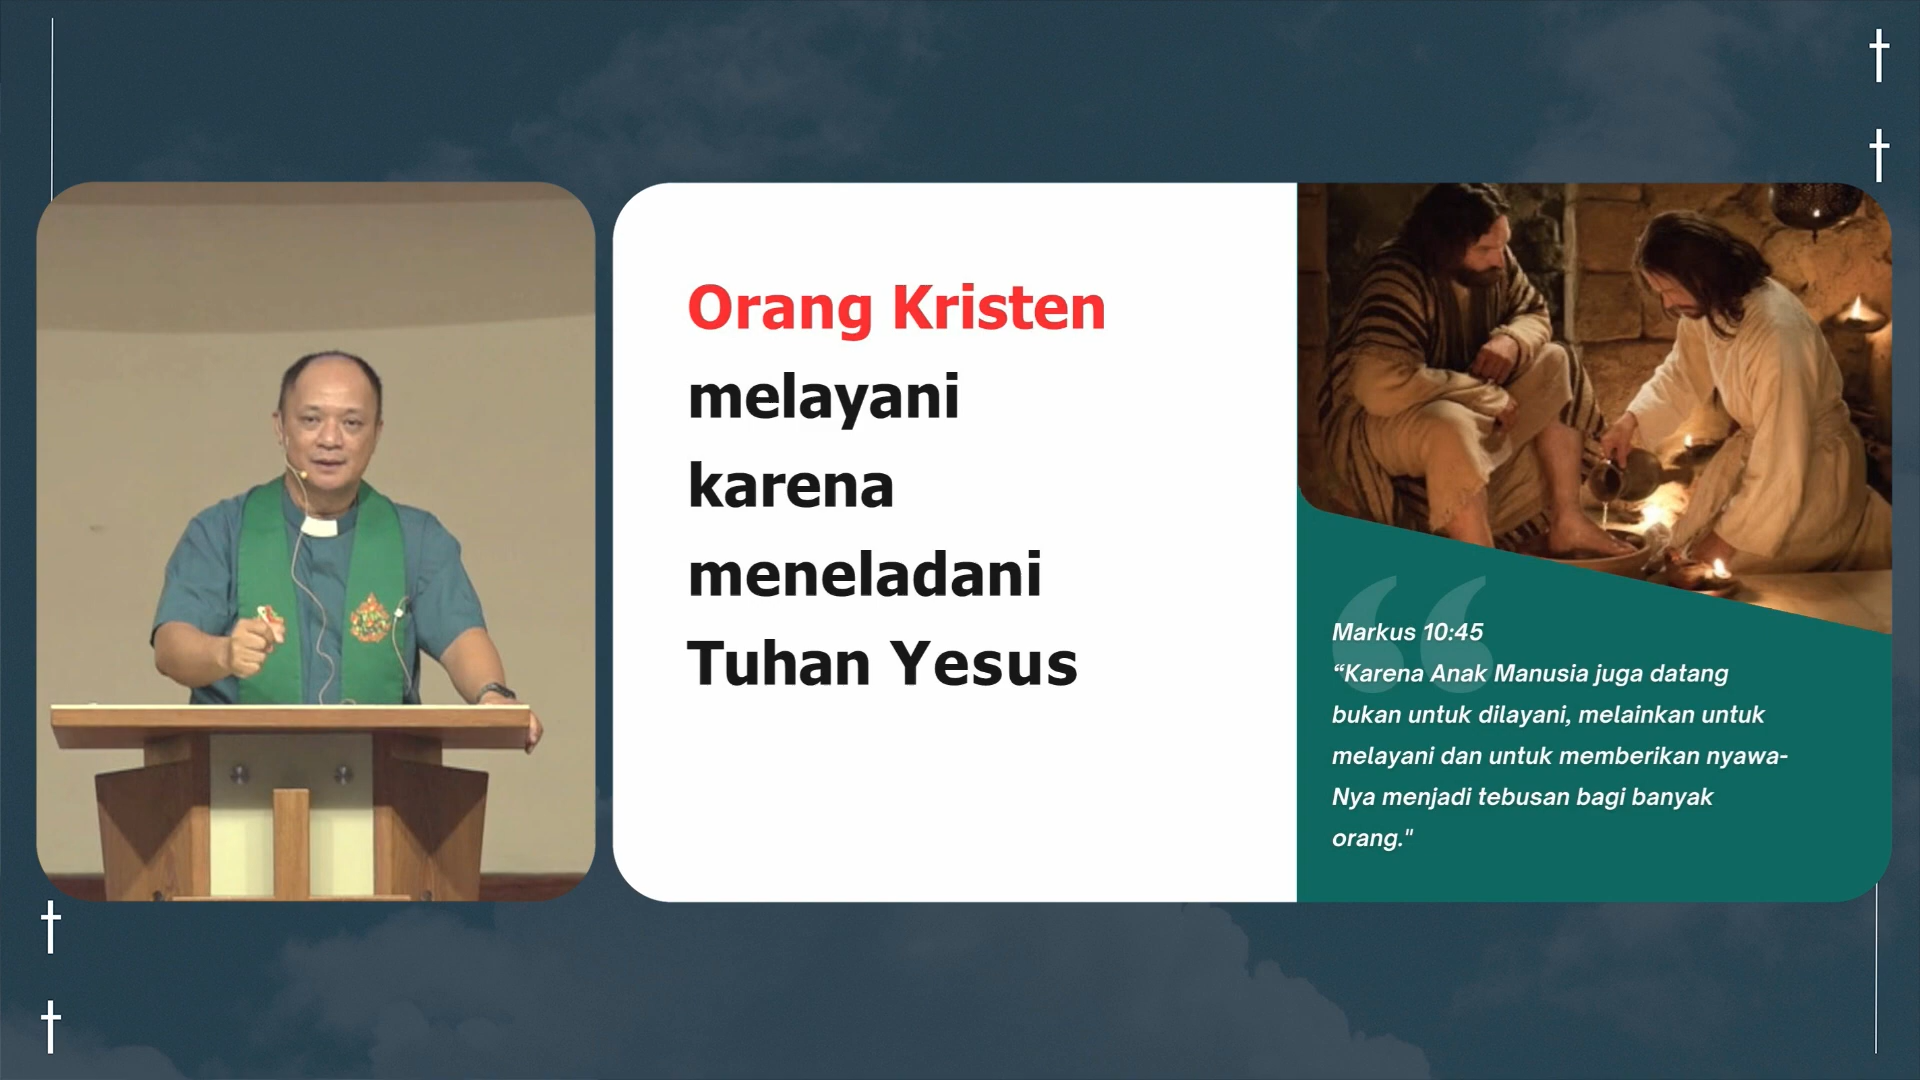 Orang Kristen
melayani
karena
meneladani
Tuhan Yesus
Markus 10:45
“Karena Anak Manusia juga datang
bukan untuk dilayani, melainkan untuk
melayani dan untuk memberikan nyawa-
Nya menjadi tebusan bagi banyak
orang."